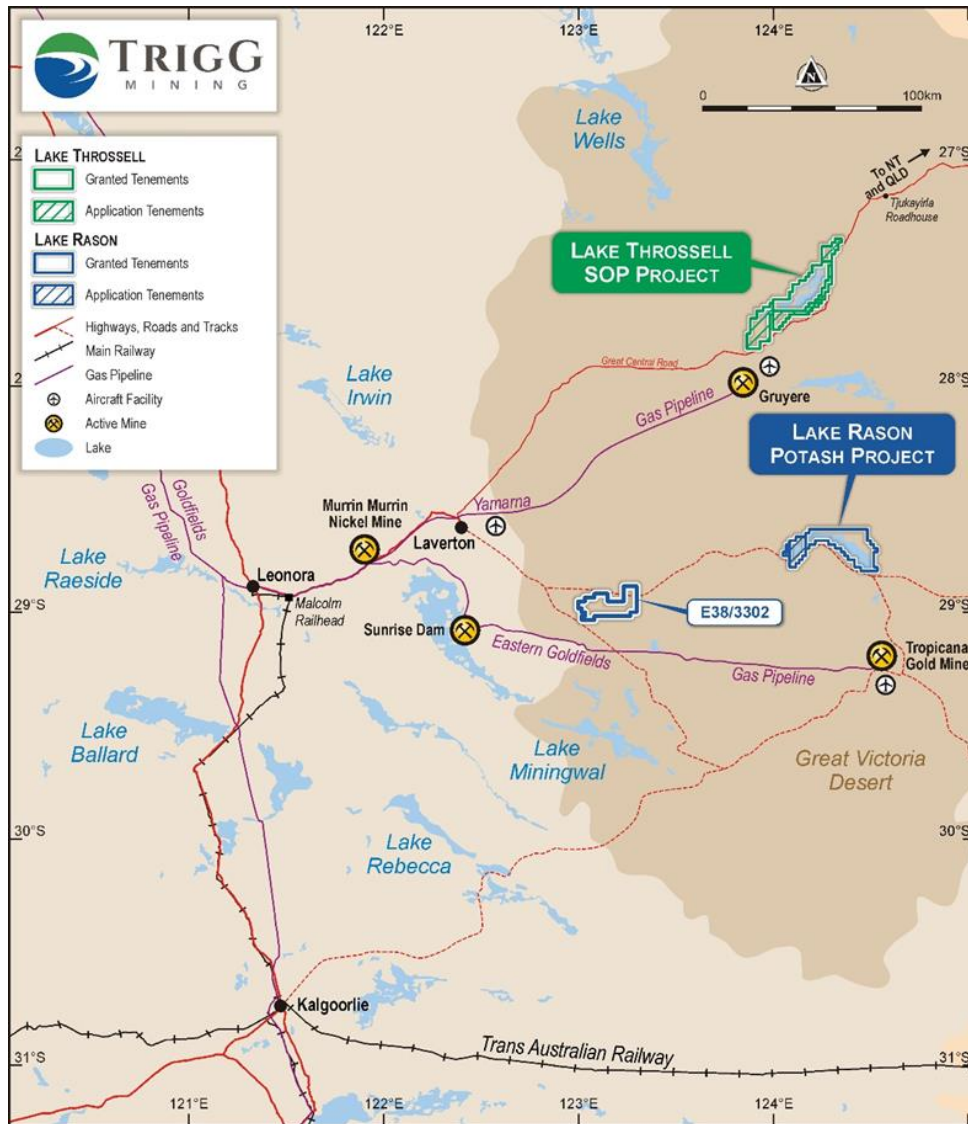 122°E
123°E
124°E
TRIGG
MINING
N
0
100km
LAKE THROSSELL
Granted Tenements
Application Tenements
LAKE RASON
Granted Tenements
Application Tenements
Highways, Roads and Tracks
Main Railway
Gas Pipeline
Aircraft Facility
Active Mine
Lake
Lake
Wells
27°S
27°S
To NT
and QLD
Tjukayirla
Roadhouse
LAKE THROSSELL
SOP PROJECT
Great Central Road
28°S
28°S
Lake
Irwin
Gas Pipeline
Gruyere
LAKE RASON
POTASH PROJECT
Goldfields
Gas Pipeline
Murrin Murrin
Nickel Mine
Yamarna
Laverton
Lake
Raeside
Leonora
Malcolm
Railhead
29°S
29°S
E38/3302
Sunrise Dam
Eastern Goldfields
Gas Pipeline
Tropicana
Gold Mine
Lake
Ballard
Lake
Miningwal
Great Victoria
Desert
30°S
30°S
Lake
Rebecca
Kalgoorlie
Trans Australian Railway
31°S
31°S
121°E
122°E
123°E
124°E